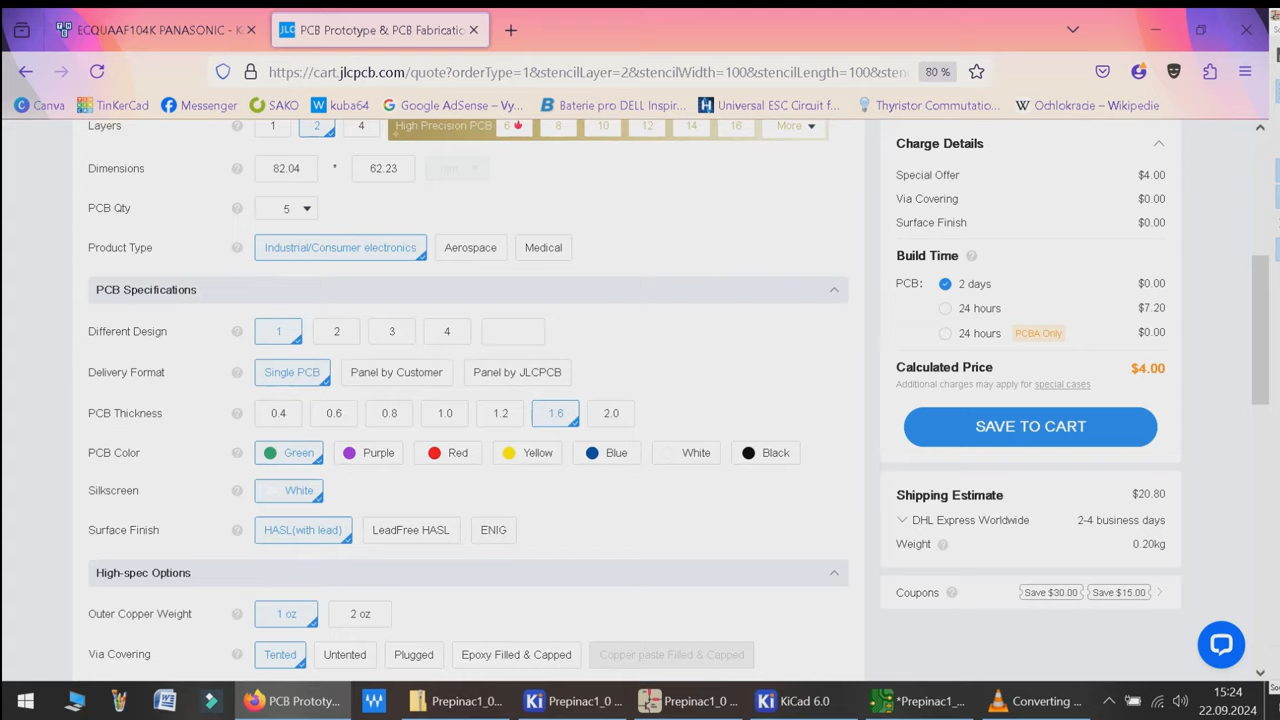 ECQUAAF104K PANASONIC - K
JLC PCB Prototype & PCB Fabricatio
https://cart.jlcpcb.com/quote?orderType=1&stencilLayer=2&stencilWidth=100&stencilLength=100&sten
80 %
Canva TinKerCad Messenger SAKO kuba64 Google AdSense – Vy... Baterie pro DELL Inspir... Universal ESC Circuit f... Thyristor Commutatio... Ochlokracie – Wikipedie
Layers 1 2 4 High Precision PCB 6 8 10 12 14 16 More
Dimensions 82.04 * 62.23
PCB Qty 5
Product Type Industrial/Consumer electronics Aerospace Medical
PCB Specifications
Different Design 1 2 3 4
Delivery Format Single PCB Panel by Customer Panel by JLCPCB
PCB Thickness 0.4 0.6 0.8 1.0 1.2 1.6 2.0
PCB Color Green Purple Red Yellow Blue White Black
Silkscreen White
Surface Finish HASL(with lead) LeadFree HASL ENIG
High-spec Options
Outer Copper Weight 1 oz 2 oz
Via Covering Tented Untented Plugged Epoxy Filled & Capped Copper paste Filled & Capped
Charge Details
Special Offer $4.00
Via Covering $0.00
Surface Finish $0.00
Build Time
PCB: 2 days $0.00
24 hours $7.20
24 hours PCBA Only $0.00
Calculated Price $4.00
Additional charges may apply for special cases
SAVE TO CART
Shipping Estimate $20.80
DHL Express Worldwide 2-4 business days
Weight 0.20kg
Coupons Save $30.00 Save $15.00
PCB Prototy... Prepinac1_0 ... Prepinac1_0 ... Prepinac1_0 ... KiCad 6.0 *Prepinac1_... Converting ...
15:24
22.09.2024